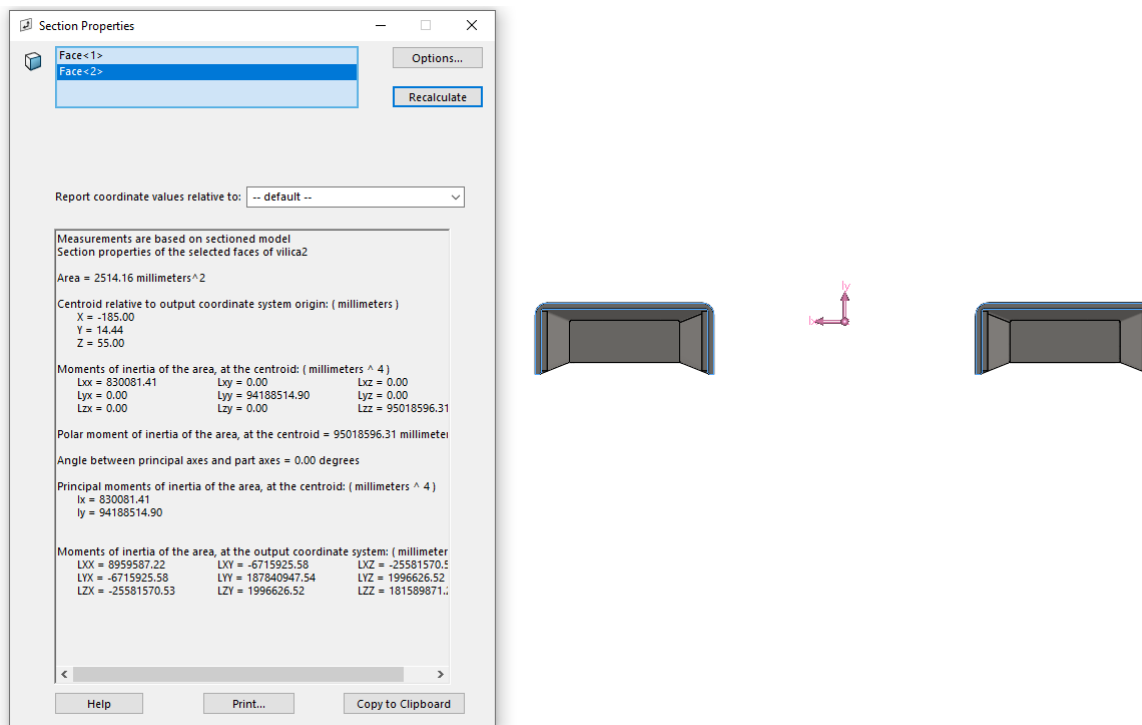 Section Properties
Face<1>
Face<2>
Options...
Recalculate
Report coordinate values relative to: -- default --
Measurements are based on sectioned model
Section properties of the selected faces of vilica2
Area = 2514.16 millimeters^2
Centroid relative to output coordinate system origin: ( millimeters )
X = -185.00
Y = 14.44
Z = 55.00
Moments of inertia of the area, at the centroid: ( millimeters ^ 4 )
Lxx = 830081.41 Lxy = 0.00 Lxz = 0.00
Lyx = 0.00 Lyy = 94188514.90 Lyz = 0.00
Lzx = 0.00 Lzy = 0.00 Lzz = 95018596.31
Polar moment of inertia of the area, at the centroid = 95018596.31 millimeter
Angle between principal axes and part axes = 0.00 degrees
Principal moments of inertia of the area, at the centroid: ( millimeters ^ 4 )
Ix = 830081.41
Iy = 94188514.90
Moments of inertia of the area, at the output coordinate system: ( millimeter
LXX = 8959587.22 LXY = -6715925.58 LXZ = -25581570.5
LYX = -6715925.58 LYY = 187840947.54 LYZ = 1996626.52
LZX = -25581570.53 LZY = 1996626.52 LZZ = 181589871.2
Help Print... Copy to Clipboard
Iy